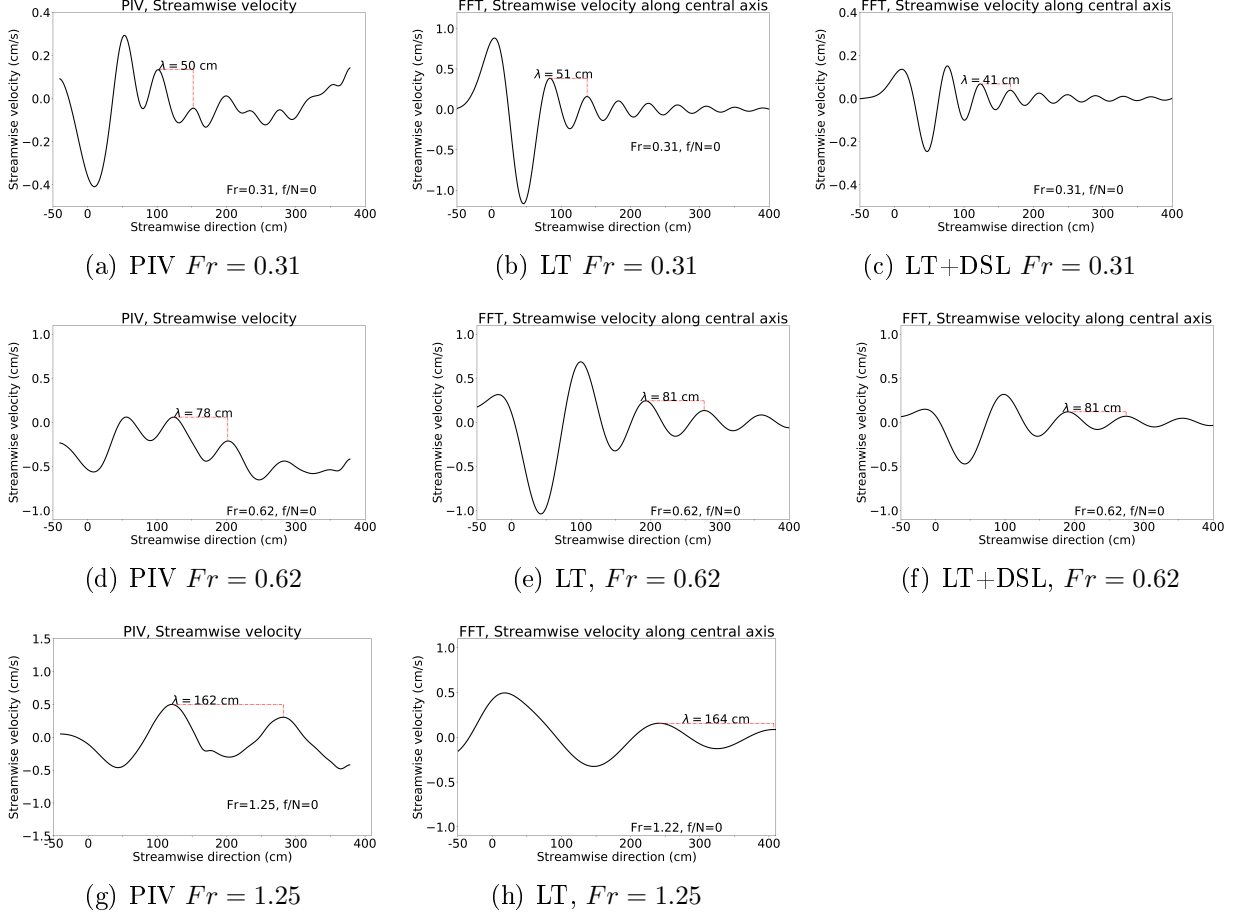 PIV, Streamwise velocity
Streamwise velocity (cm/s)
0.4
0.2
0.0
−0.2
−0.4
λ = 50 cm
Fr=0.31, f/N=0
-50 0 100 200 300 400
Streamwise direction (cm)
(a) PIV Fr = 0.31
FFT, Streamwise velocity along central axis
Streamwise velocity (cm/s)
1.0
0.5
0.0
−0.5
−1.0
λ = 51 cm
Fr=0.31, f/N=0
-50 0 100 200 300 400
Streamwise direction (cm)
(b) LT Fr = 0.31
FFT, Streamwise velocity along central axis
Streamwise velocity (cm/s)
0.4
0.2
0.0
−0.2
−0.4
λ = 41 cm
Fr=0.31, f/N=0
-50 0 100 200 300 400
Streamwise direction (cm)
(c) LT+DSL Fr = 0.31
PIV, Streamwise velocity
Streamwise velocity (cm/s)
1.0
0.5
0.0
−0.5
−1.0
λ = 78 cm
Fr=0.62, f/N=0
-50 0 100 200 300 400
Streamwise direction (cm)
(d) PIV Fr = 0.62
FFT, Streamwise velocity along central axis
Streamwise velocity (cm/s)
1.0
0.5
0.0
−0.5
−1.0
λ = 81 cm
Fr=0.62, f/N=0
-50 0 100 200 300 400
Streamwise direction (cm)
(e) LT, Fr = 0.62
FFT, Streamwise velocity along central axis
Streamwise velocity (cm/s)
1.0
0.5
0.0
−0.5
−1.0
λ = 81 cm
Fr=0.62, f/N=0
-50 0 100 200 300 400
Streamwise direction (cm)
(f) LT+DSL, Fr = 0.62
PIV, Streamwise velocity
Streamwise velocity (cm/s)
1.5
1.0
0.5
0.0
−0.5
−1.0
−1.5
λ = 162 cm
Fr=1.25, f/N=0
-50 0 100 200 300 400
Streamwise direction (cm)
(g) PIV Fr = 1.25
FFT, Streamwise velocity along central axis
Streamwise velocity (cm/s)
1.0
0.5
0.0
−0.5
−1.0
λ = 164 cm
Fr=1.22, f/N=0
-50 0 100 200 300 400
Streamwise direction (cm)
(h) LT, Fr = 1.25